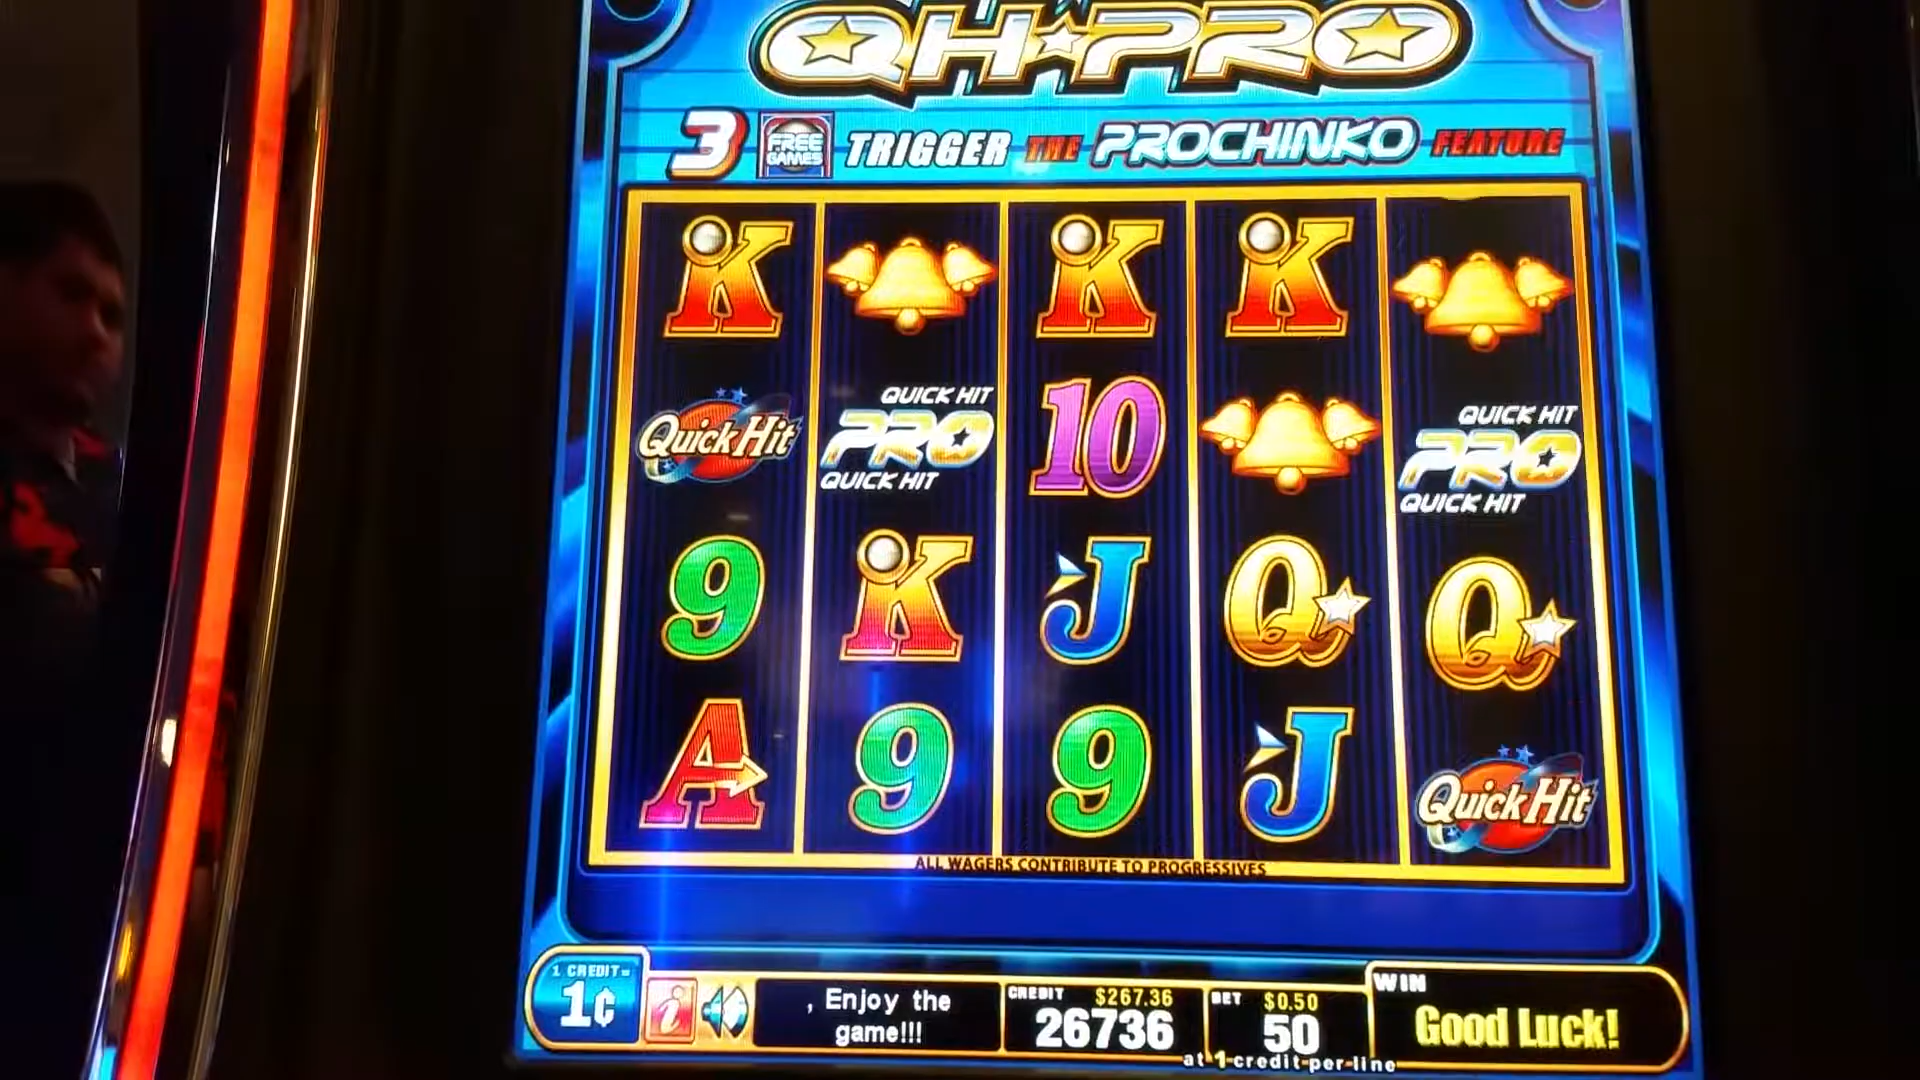 QH★PRO
3 FREE GAMES TRIGGER THE PROCHINKO FEATURE
K K K
QUICK HIT
PRO
QUICK HIT
Quick Hit
10
QUICK HIT
PRO
QUICK HIT
9 K J Q Q
A 9 9 J
Quick Hit
ALL WAGERS CONTRIBUTE TO PROGRESSIVES
1 CREDIT=
1¢
i
, Enjoy the
game!!!
CREDIT $267.36
26736
BET $0.50
50
at 1 credit per line
WIN
Good Luck!